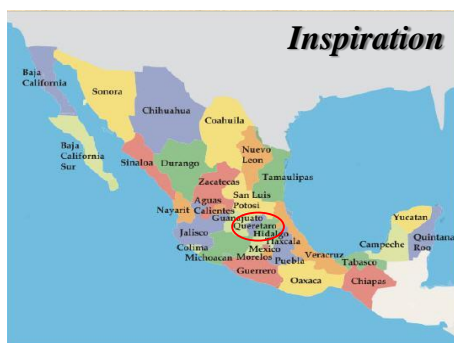 Inspiration
Baja
California
Sonora
Chihuahua
Coahuila
Baja
California
Sur
Sinaloa
Durango
Nuevo
Leon
Tamaulipas
Zacatecas
San Luis
Potosi
Nayarit
Aguas
Calientes
Guanajuato
Queretaro
Hidalgo
Tlaxcala
Jalisco
Colima
Michoacan
Mexico
Morelos
Puebla
Veracruz
Guerrero
Oaxaca
Tabasco
Chiapas
Campeche
Yucatan
Quintana
Roo